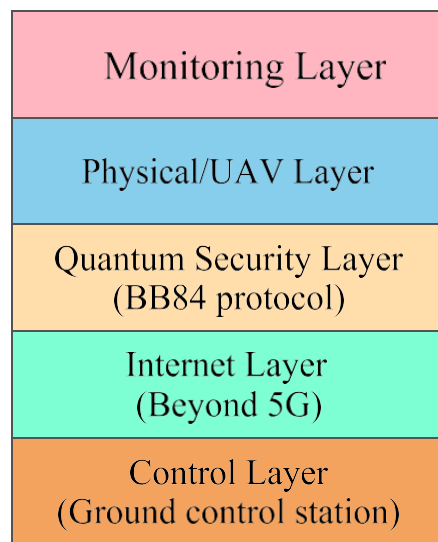 Monitoring Layer
Physical/UAV Layer
Quantum Security Layer
(BB84 protocol)
Internet Layer
(Beyond 5G)
Control Layer
(Ground control station)